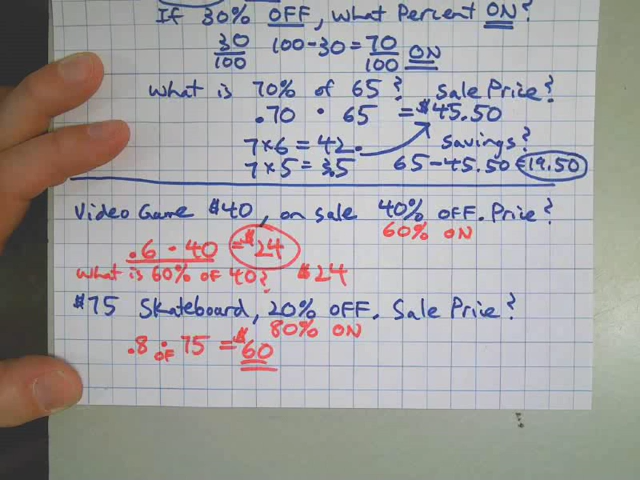 If 30% OFF, what Percent ON?
30/100 100-30=70/100 ON
What is 70% of 65? Sale Price?
.70 · 65 = $45.50
7×6 = 42. Savings?
7×5 = 35 65-45.50 = 19.50
Video Game $40, on sale 40% OFF. Price?
60% ON
.6 · 40 = $24
What is 60% of 40? $24
$75 Skateboard, 20% OFF. Sale Price?
80% ON
.8 · 75 = $60
OF